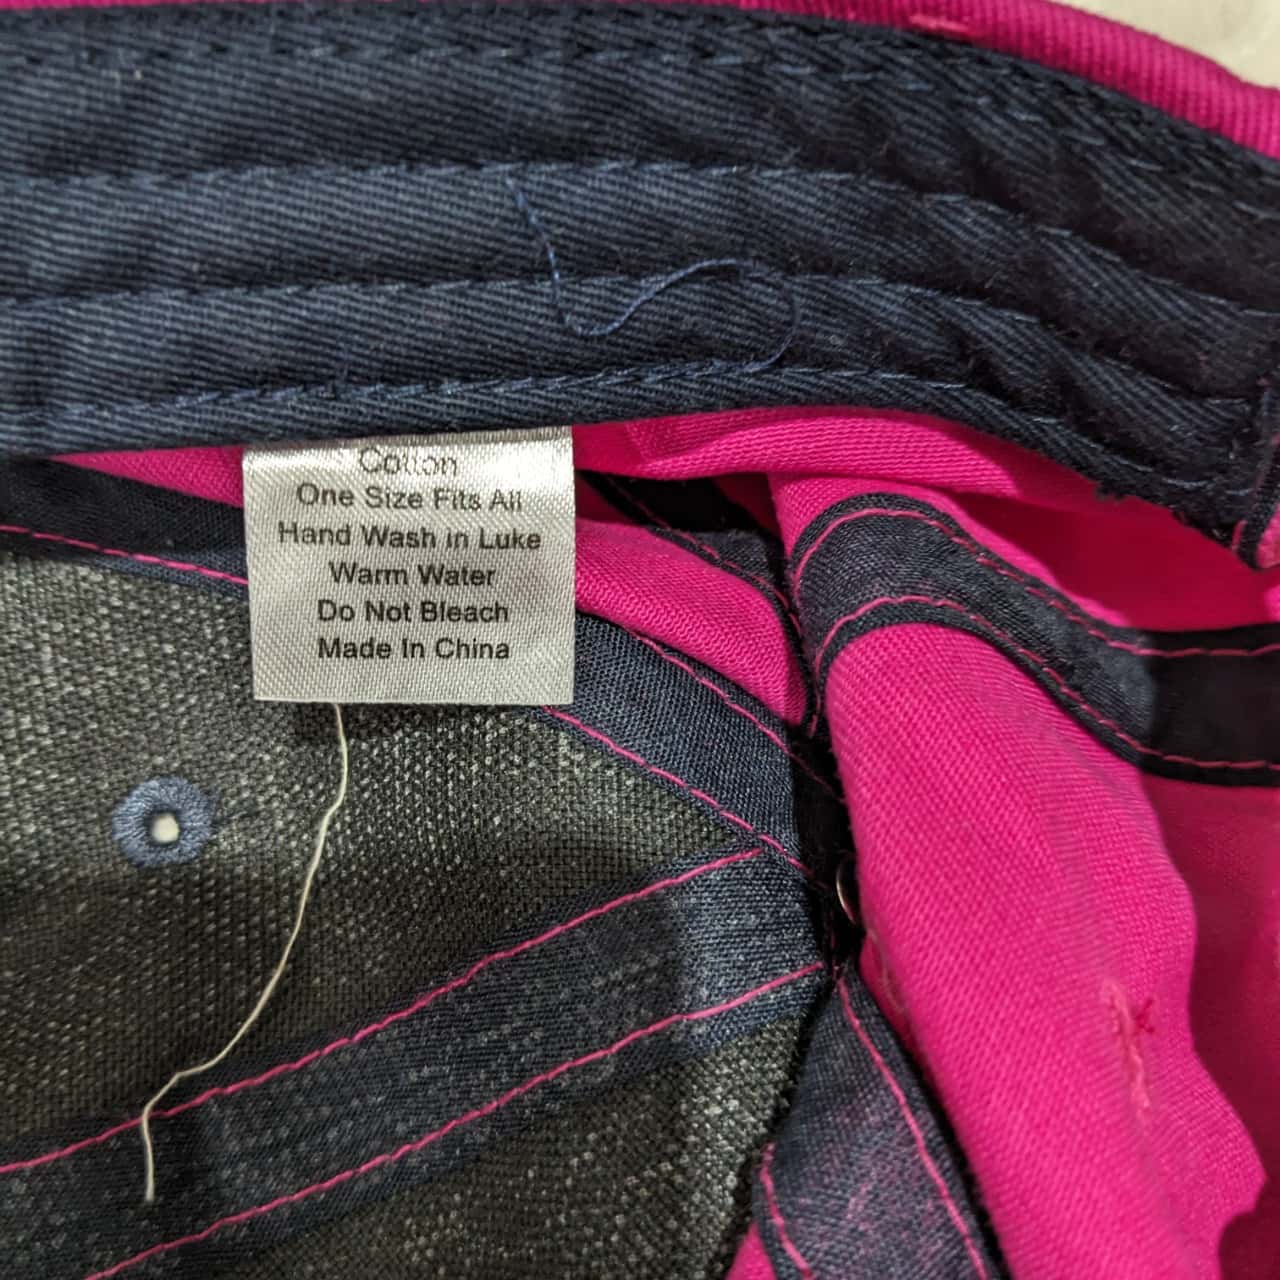 Cotton
One Size Fits All
Hand Wash in Luke
Warm Water
Do Not Bleach
Made In China